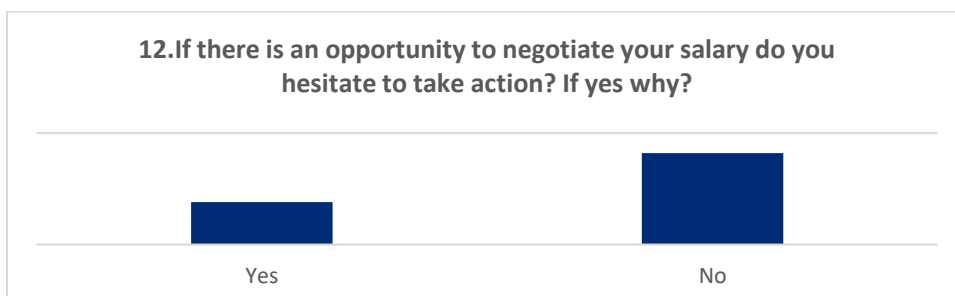 12.If there is an opportunity to negotiate your salary do you
hesitate to take action? If yes why?
Yes
No